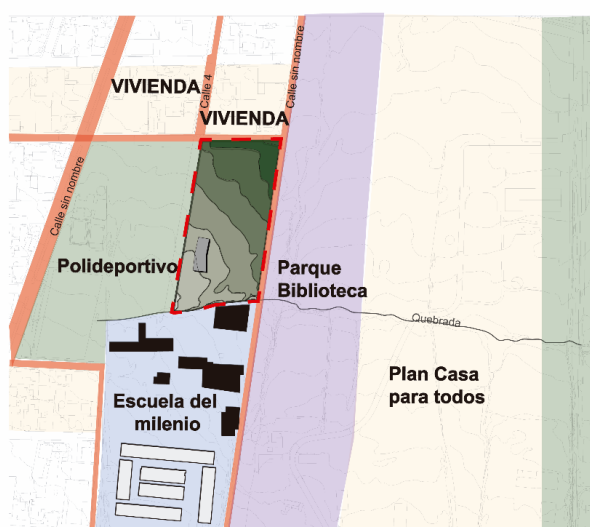 Calle sin nombre
VIVIENDA
Calle 4
VIVIENDA
Calle sin nombre
Polideportivo
Parque
Biblioteca
Quebrada
Plan Casa
para todos
Escuela del
milenio